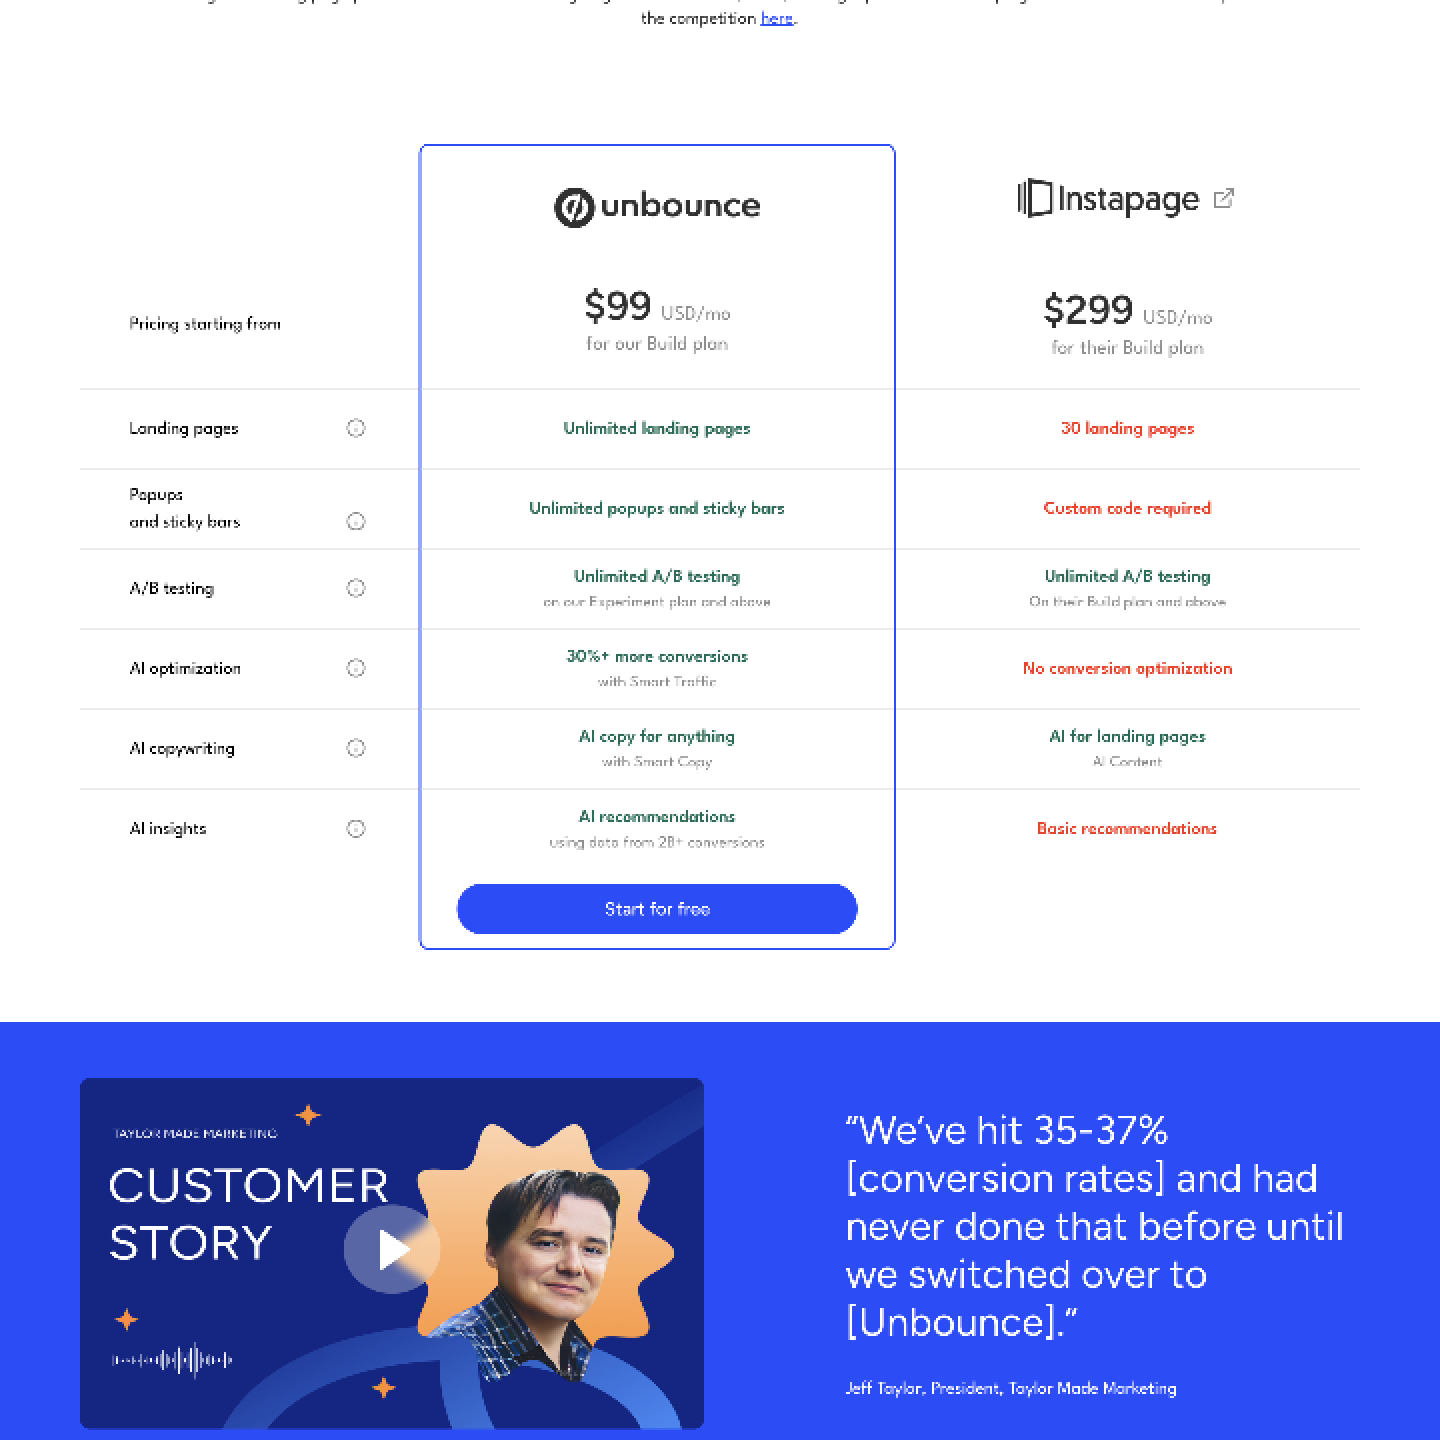 the competition here.
unbounce
Instapage
Pricing starting from
$99 USD/mo
for our Build plan
$299 USD/mo
for their Build plan
Landing pages
Unlimited landing pages
30 landing pages
Popups
and sticky bars
Unlimited popups and sticky bars
Custom code required
A/B testing
Unlimited A/B testing
on our Experiment plan and above
Unlimited A/B testing
On their Build plan and above
AI optimization
30%+ more conversions
with Smart Traffic
No conversion optimization
AI copywriting
AI copy for anything
with Smart Copy
AI for landing pages
AI Content
AI insights
AI recommendations
using data from 2B+ conversions
Basic recommendations
Start for free
TAYLOR MADE MARKETING
CUSTOMER
STORY
“We’ve hit 35-37%
[conversion rates] and had
never done that before until
we switched over to
[Unbounce].”
Jeff Taylor, President, Taylor Made Marketing